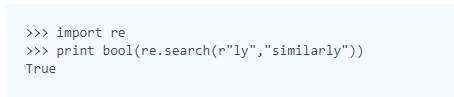 >>> import re
>>> print bool(re.search(r"ly","similarly"))
True